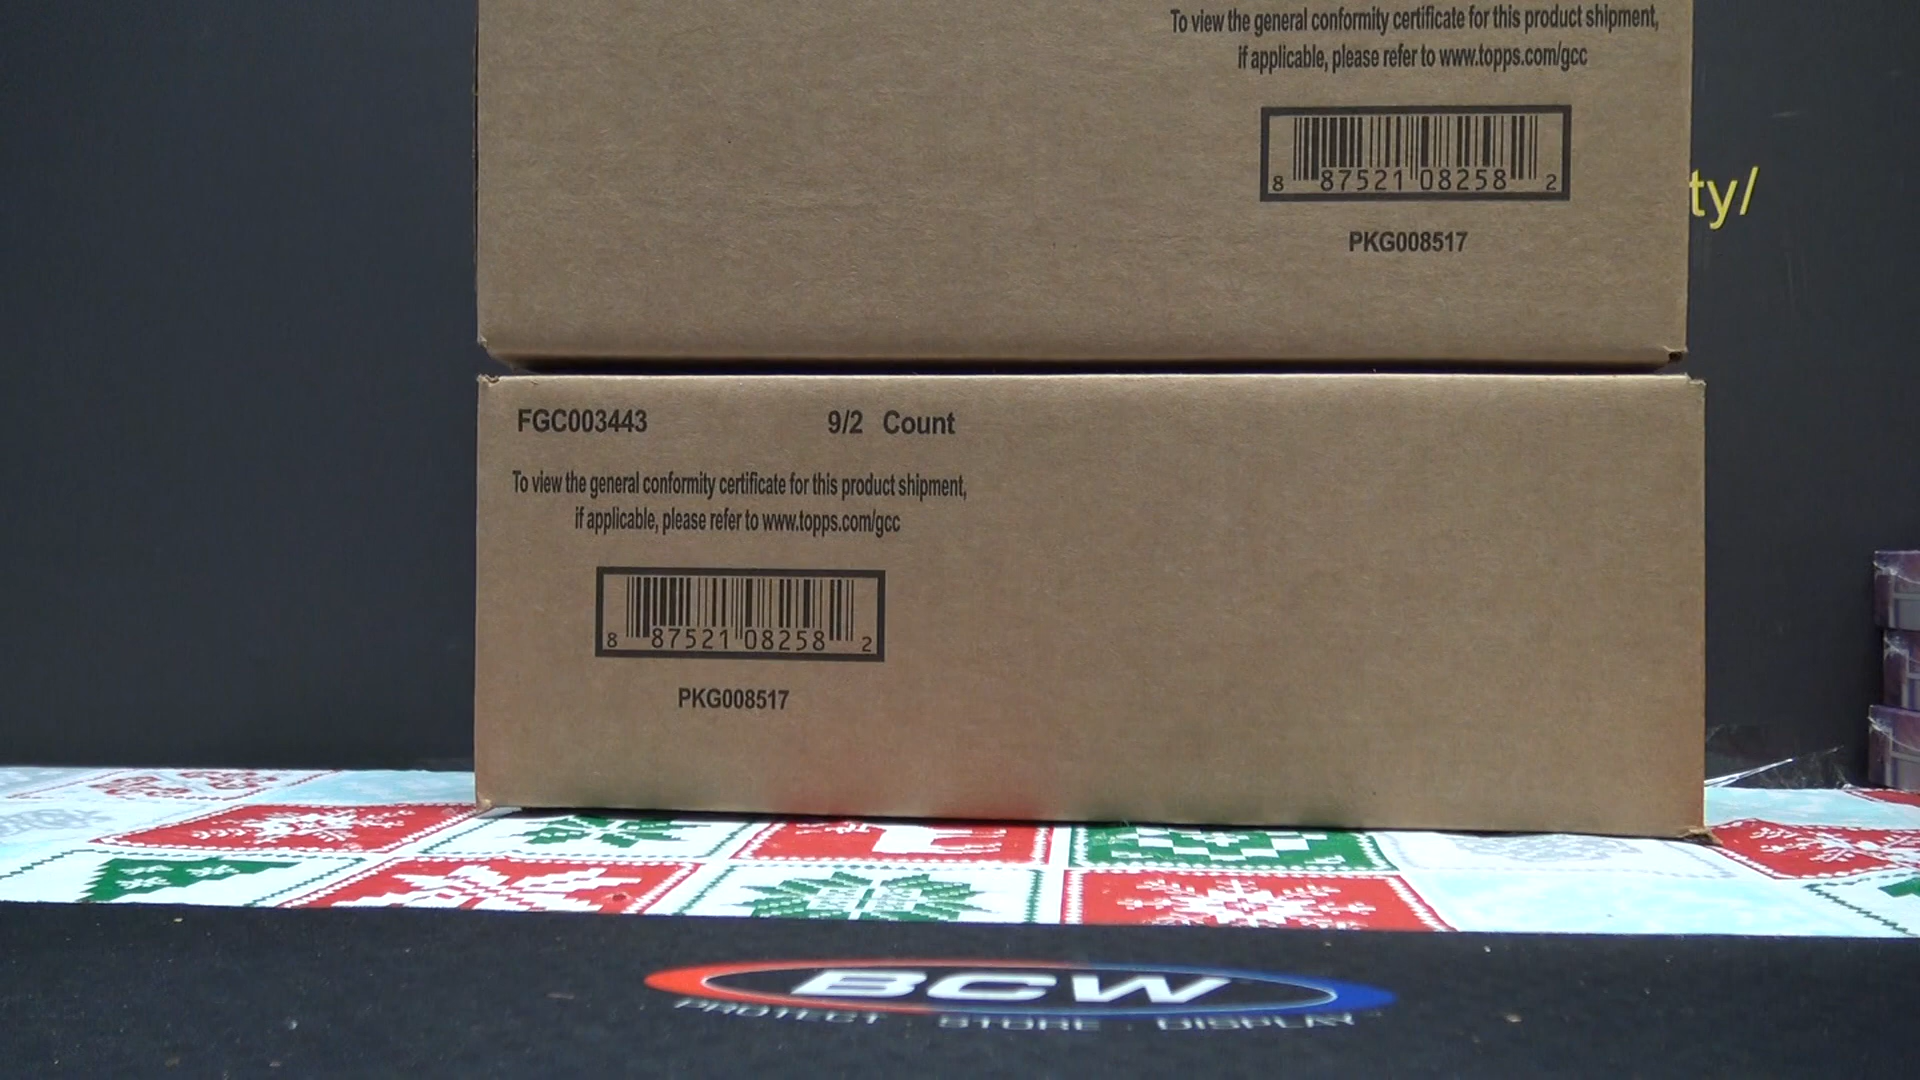 To view the general conformity certificate for this product shipment,
if applicable, please refer to www.topps.com/gcc
8 87521 08258 2
PKG008517
ty/
FGC003443 9/2 Count
To view the general conformity certificate for this product shipment,
if applicable, please refer to www.topps.com/gcc
8 87521 08258 2
PKG008517
BCW
PROTECT · STORE · DISPLAY